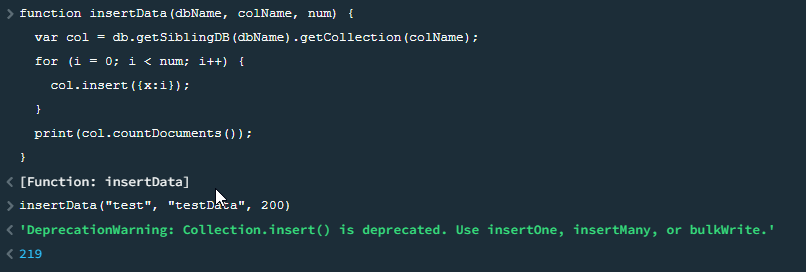 > function insertData(dbName, colName, num) {
var col = db.getSiblingDB(dbName).getCollection(colName);
for (i = 0; i < num; i++) {
col.insert({x:i});
}
print(col.countDocuments());
}
< [Function: insertData]
> insertData("test", "testData", 200)
< 'DeprecationWarning: Collection.insert() is deprecated. Use insertOne, insertMany, or bulkWrite.'
< 219